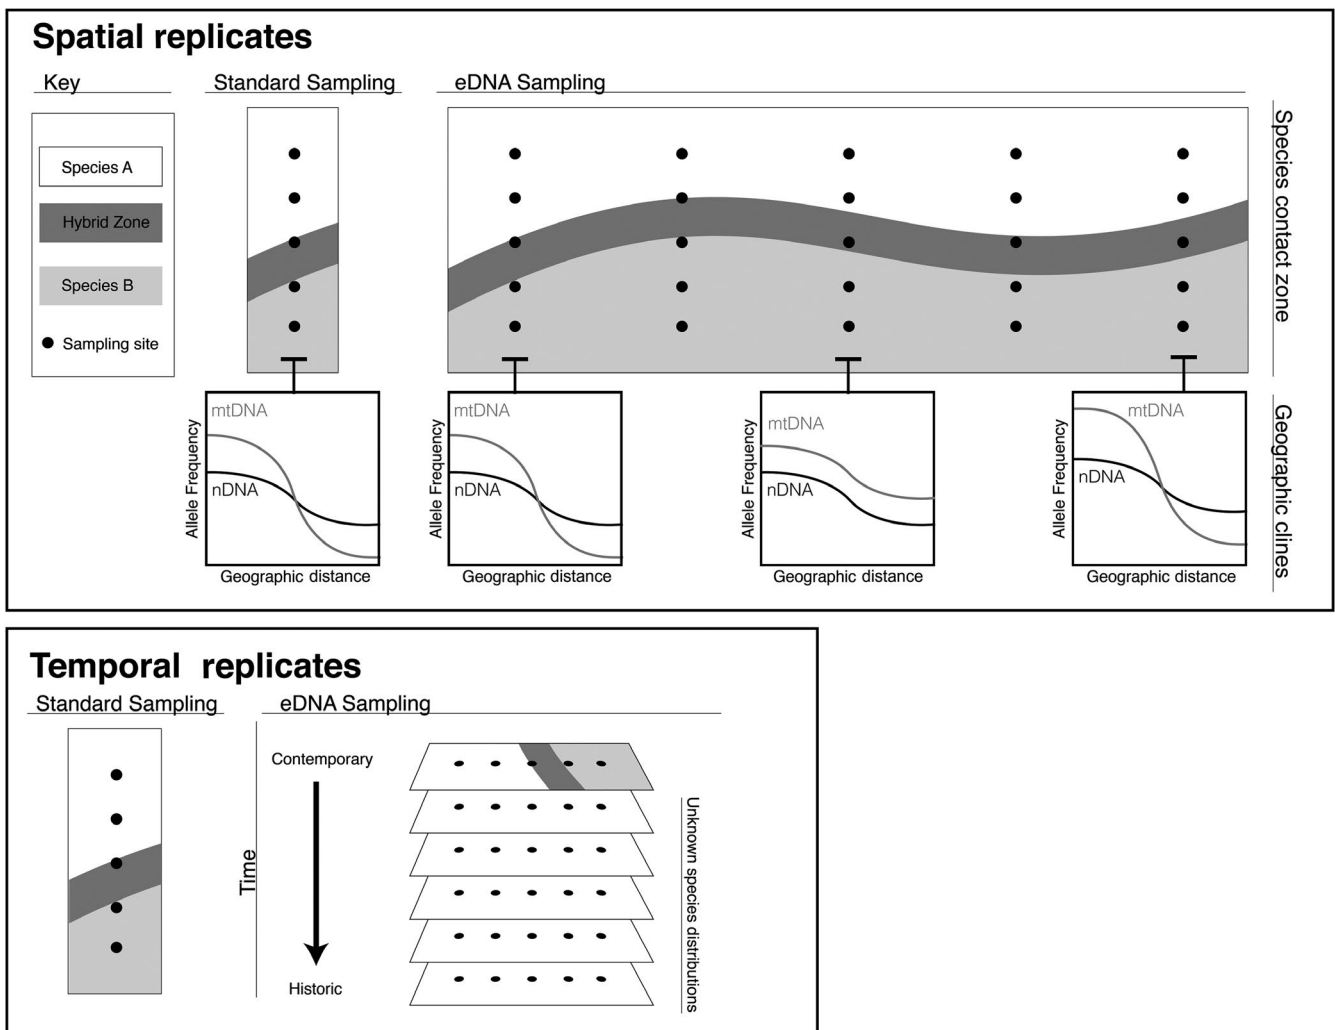 Spatial replicates
Key
Standard Sampling
eDNA Sampling
Species A
Hybrid Zone
Species B
Sampling site
Species contact zone
mtDNA
nDNA
Allele Frequency
Geographic distance
mtDNA
nDNA
Allele Frequency
Geographic distance
mtDNA
nDNA
Allele Frequency
Geographic distance
mtDNA
nDNA
Allele Frequency
Geographic distance
Geographic clines
Temporal replicates
Standard Sampling
eDNA Sampling
Time
Contemporary
Historic
Unknown species distributions